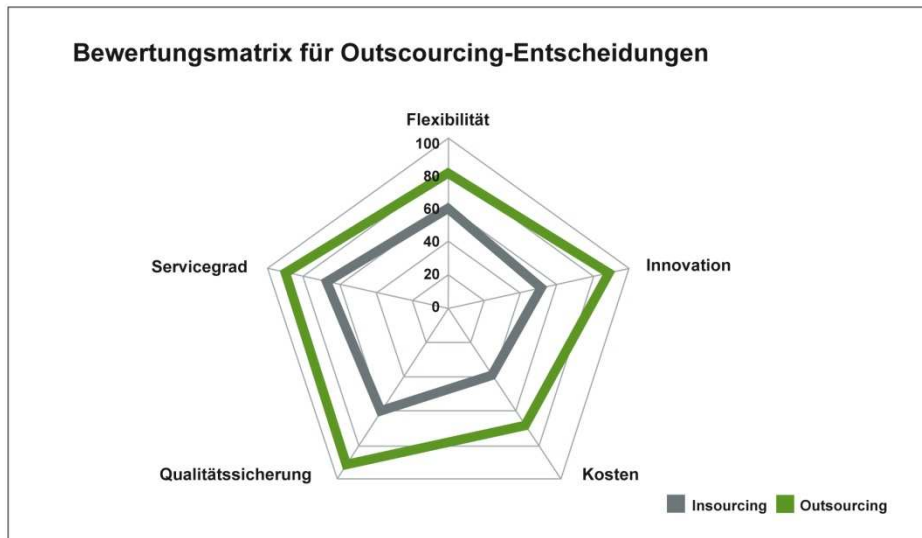 Bewertungsmatrix für Outscourcing-Entscheidungen
Flexibilität
100
80
60
40
20
0
Servicegrad
Innovation
Qualitätssicherung
Kosten
Insourcing
Outsourcing